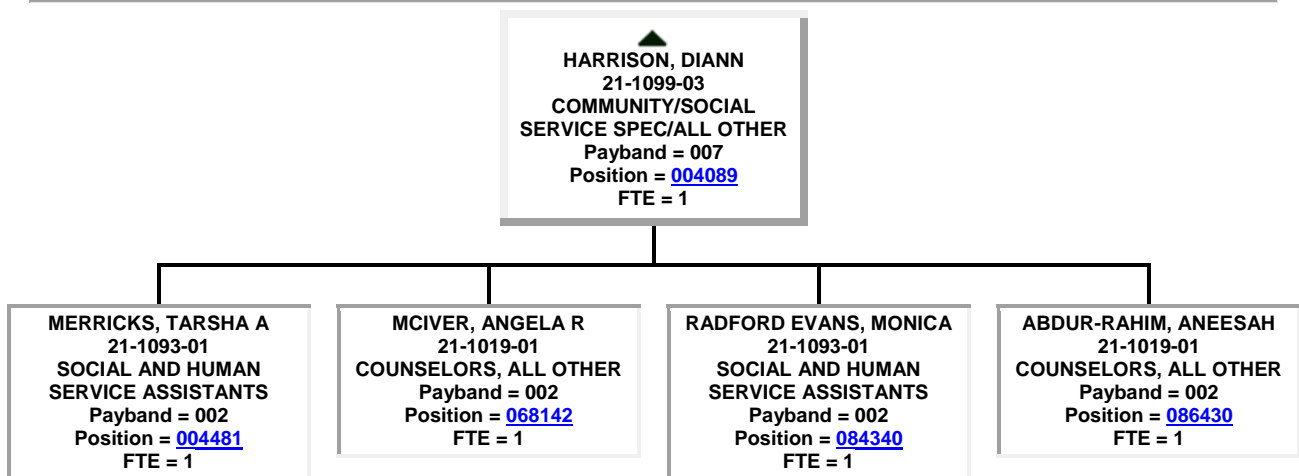 HARRISON, DIANN
21-1099-03
COMMUNITY/SOCIAL
SERVICE SPEC/ALL OTHER
Payband = 007
Position = 004089
FTE = 1
MERRICKS, TARSHA A
21-1093-01
SOCIAL AND HUMAN
SERVICE ASSISTANTS
Payband = 002
Position = 004481
FTE = 1
MCIVER, ANGELA R
21-1019-01
COUNSELORS, ALL OTHER
Payband = 002
Position = 068142
FTE = 1
RADFORD EVANS, MONICA
21-1093-01
SOCIAL AND HUMAN
SERVICE ASSISTANTS
Payband = 002
Position = 084340
FTE = 1
ABDUR-RAHIM, ANEESAH
21-1019-01
COUNSELORS, ALL OTHER
Payband = 002
Position = 086430
FTE = 1